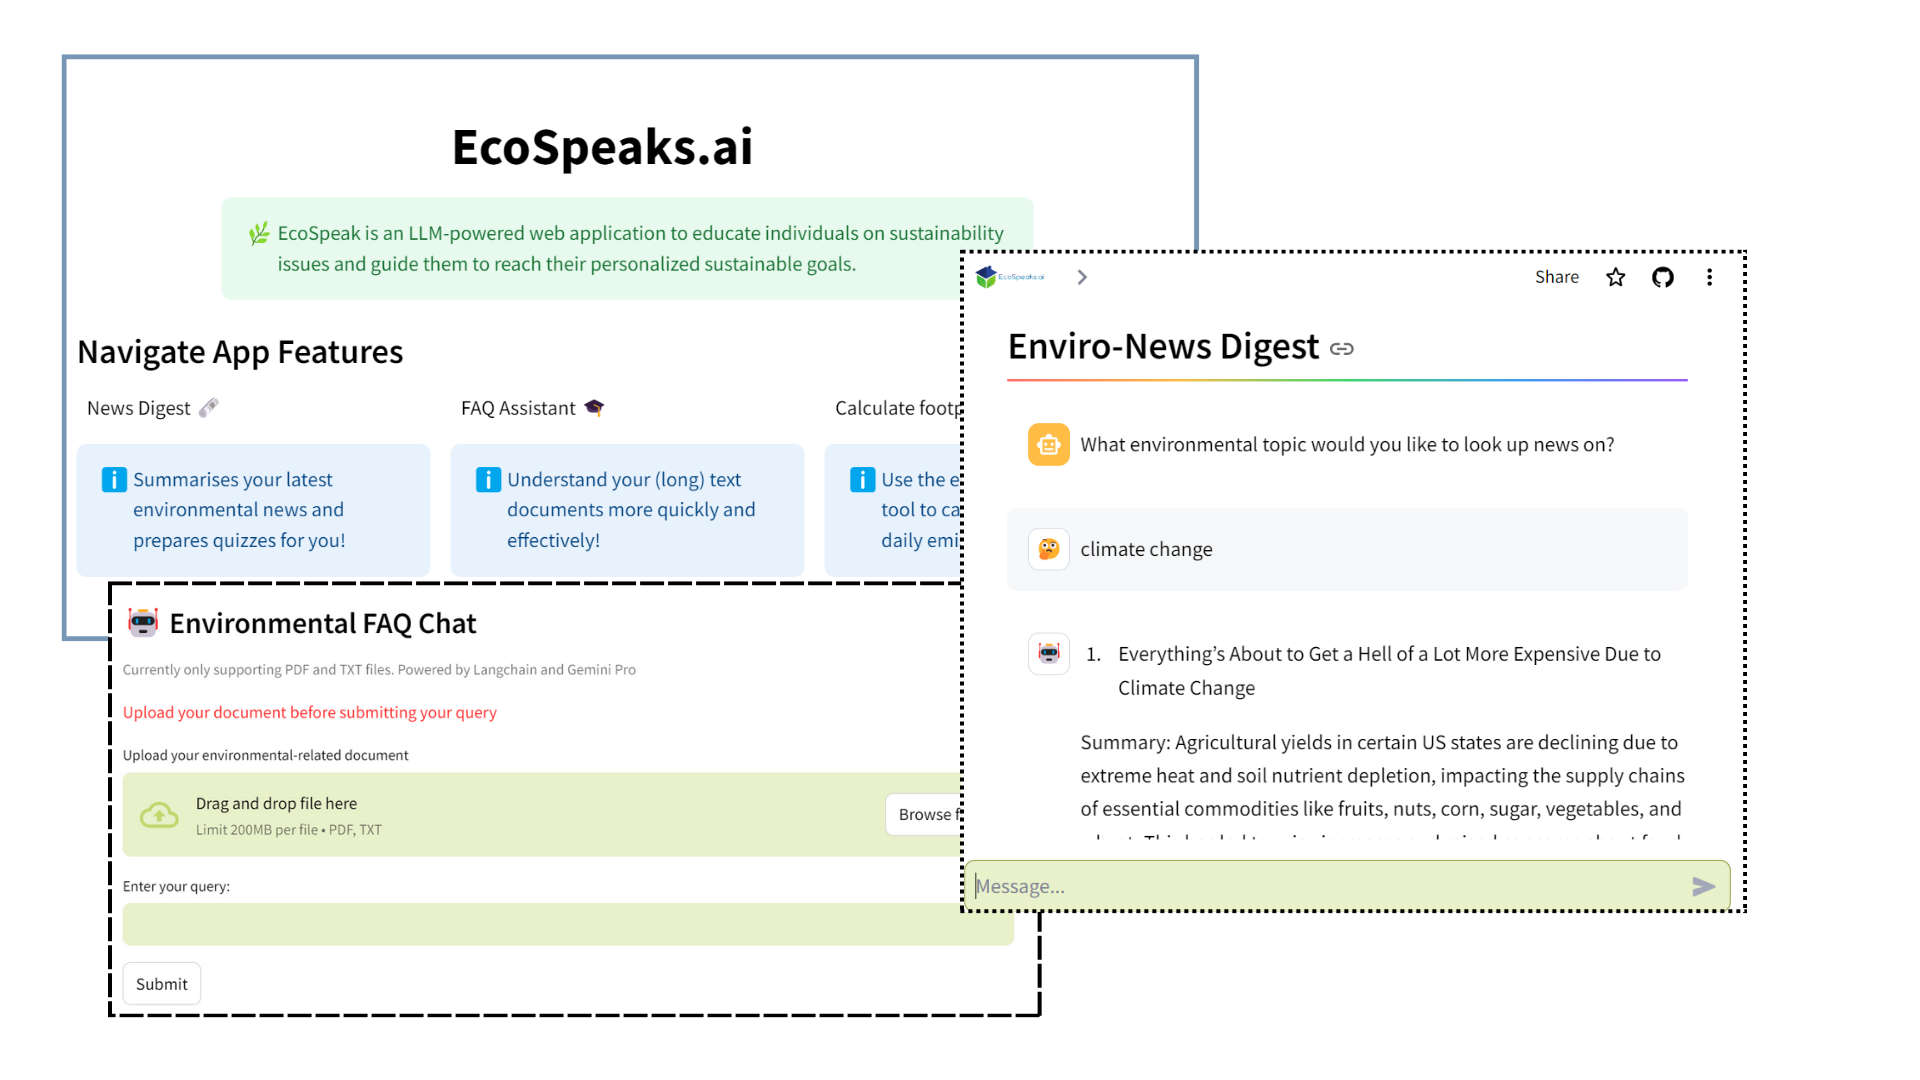 EcoSpeaks.ai
EcoSpeak is an LLM-powered web application to educate individuals on sustainability
issues and guide them to reach their personalized sustainable goals.
Navigate App Features
News Digest
FAQ Assistant
Calculate footp
Summarises your latest
environmental news and
prepares quizzes for you!
Understand your (long) text
documents more quickly and
effectively!
Use the e
tool to ca
daily emi
Environmental FAQ Chat
Currently only supporting PDF and TXT files. Powered by Langchain and Gemini Pro
Upload your document before submitting your query
Upload your environmental-related document
Drag and drop file here
Limit 200MB per file • PDF, TXT
Browse f
Enter your query:
Submit
EcoSpeaks.ai
Share
Enviro-News Digest
What environmental topic would you like to look up news on?
climate change
1. Everything’s About to Get a Hell of a Lot More Expensive Due to
Climate Change
Summary: Agricultural yields in certain US states are declining due to
extreme heat and soil nutrient depletion, impacting the supply chains
of essential commodities like fruits, nuts, corn, sugar, vegetables, and
Message...